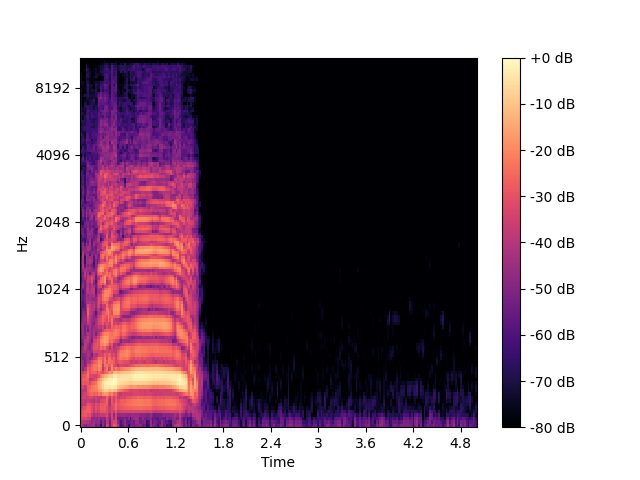 8192
4096
2048
1024
512
0
Hz
0 0.6 1.2 1.8 2.4 3 3.6 4.2 4.8
Time
+0 dB
-10 dB
-20 dB
-30 dB
-40 dB
-50 dB
-60 dB
-70 dB
-80 dB